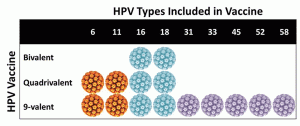 HPV Types Included in Vaccine
6 11 16 18 31 33 45 52 58
HPV Vaccine
Bivalent
Quadrivalent
9-valent